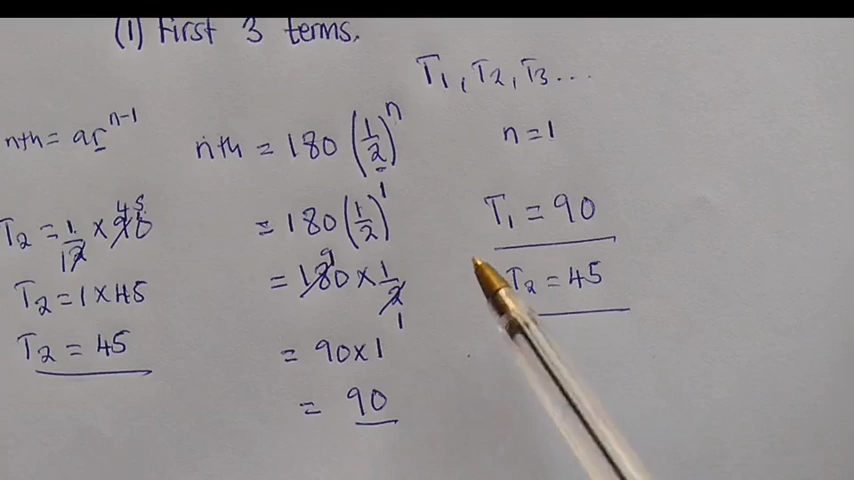 (1) First 3 terms.
T₁, T₂, T₃ ...
nth = ar^(n-1)
nth = 180 (1/2)^n
n = 1
T₂ = 1/2 × 90 45
= 180 (1/2)^1
T₁ = 90
T₂ = 1 × 45
= 180 × 1/2
T₂ = 45
T₂ = 45
= 90 × 1
= 90